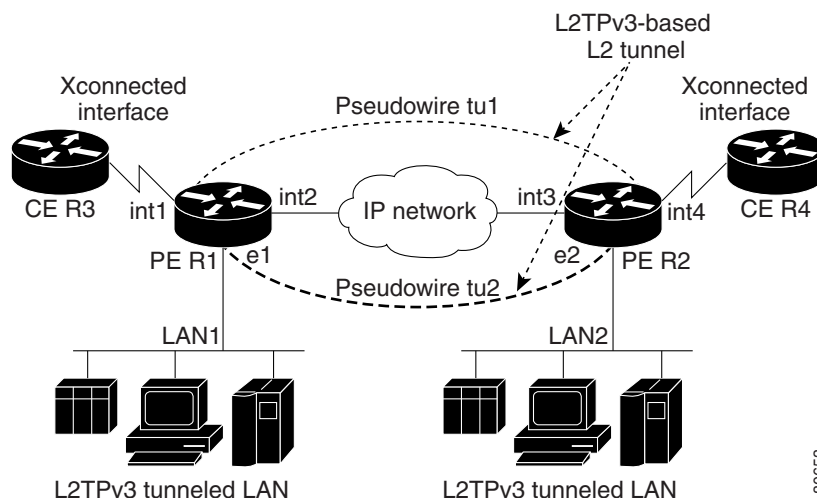 L2TPv3-based
L2 tunnel
Xconnected
interface
Xconnected
interface
Pseudowire tu1
int2
IP network
int3
CE R3
int1
int4
CE R4
PE R1
e1
e2
PE R2
Pseudowire tu2
LAN1
LAN2
L2TPv3 tunneled LAN
L2TPv3 tunneled LAN